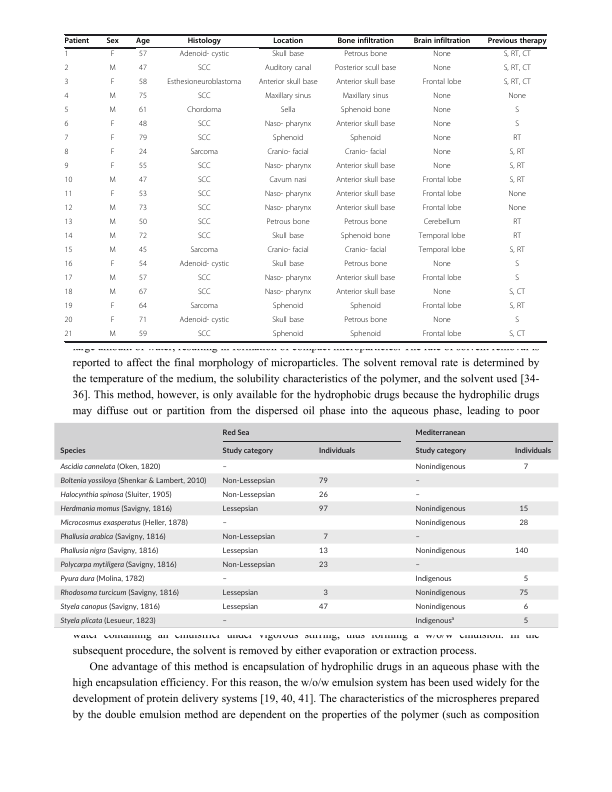 Patient Sex Age Histology Location Bone infiltration Brain infiltration Previous therapy
1 F 57 Adenoid- cystic Skull base Petrous bone None S, RT, CT
2 M 47 SCC Auditory canal Posterior scull base None S, RT, CT
3 F 58 Esthesioneuroblastoma Anterior skull base Anterior skull base Frontal lobe S, RT, CT
4 M 75 SCC Maxillary sinus Maxillary sinus None None
5 M 61 Chordoma Sella Sphenoid bone None S
6 F 48 SCC Naso- pharynx Anterior skull base None S
7 F 79 SCC Sphenoid Sphenoid None RT
8 F 24 Sarcoma Cranio- facial Cranio- facial None S, RT
9 F 55 SCC Naso- pharynx Anterior skull base None S, RT
10 M 47 SCC Cavum nasi Anterior skull base Frontal lobe S, RT
11 F 53 SCC Naso- pharynx Anterior skull base Frontal lobe None
12 M 73 SCC Naso- pharynx Anterior skull base Frontal lobe None
13 M 50 SCC Petrous bone Petrous bone Cerebellum RT
14 M 72 SCC Skull base Sphenoid bone Temporal lobe RT
15 M 45 Sarcoma Cranio- facial Cranio- facial Temporal lobe S, RT
16 F 54 Adenoid- cystic Skull base Petrous bone None S
17 M 57 SCC Naso- pharynx Anterior skull base Frontal lobe S
18 M 67 SCC Naso- pharynx Anterior skull base None S, CT
19 F 64 Sarcoma Sphenoid Sphenoid Frontal lobe S, RT
20 F 71 Adenoid- cystic Skull base Petrous bone None S
21 M 59 SCC Sphenoid Sphenoid Frontal lobe S, CT
large amount of water, resulting in formation of compact microparticles. The rate of solvent removal is
reported to affect the final morphology of microparticles. The solvent removal rate is determined by
the temperature of the medium, the solubility characteristics of the polymer, and the solvent used [34-
36]. This method, however, is only available for the hydrophobic drugs because the hydrophilic drugs
may diffuse out or partition from the dispersed oil phase into the aqueous phase, leading to poor
Red Sea Mediterranean
Species Study category Individuals Study category Individuals
Ascidia cannelata (Oken, 1820) – Nonindigenous 7
Boltenia yossiloya (Shenkar & Lambert, 2010) Non-Lessepsian 79 –
Halocynthia spinosa (Sluiter, 1905) Non-Lessepsian 26 –
Herdmania momus (Savigny, 1816) Lessepsian 97 Nonindigenous 15
Microcosmus exasperatus (Heller, 1878) – Nonindigenous 28
Phallusia arabica (Savigny, 1816) Non-Lessepsian 7 –
Phallusia nigra (Savigny, 1816) Lessepsian 13 Nonindigenous 140
Polycarpa mytiligera (Savigny, 1816) Non-Lessepsian 23 –
Pyura dura (Molina, 1782) – Indigenous 5
Rhodosoma turcicum (Savigny, 1816) Lessepsian 3 Nonindigenous 75
Styela canopus (Savigny, 1816) Lessepsian 47 Nonindigenous 6
Styela plicata (Lesueur, 1823) – Indigenousᵃ 5
water containing an emulsifier under vigorous stirring, thus forming a w/o/w emulsion. In the
subsequent procedure, the solvent is removed by either evaporation or extraction process.
One advantage of this method is encapsulation of hydrophilic drugs in an aqueous phase with the
high encapsulation efficiency. For this reason, the w/o/w emulsion system has been used widely for the
development of protein delivery systems [19, 40, 41]. The characteristics of the microspheres prepared
by the double emulsion method are dependent on the properties of the polymer (such as composition